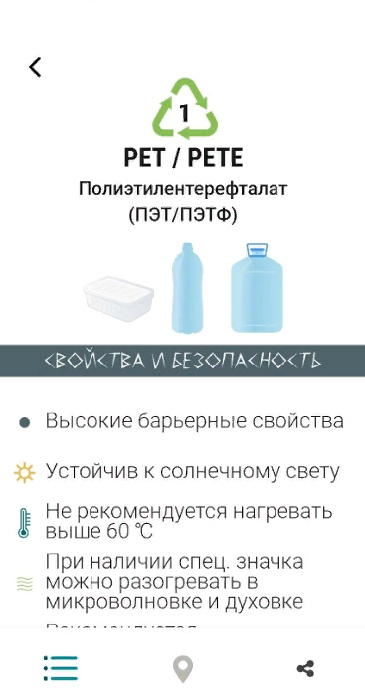 1
PET / PETE
Полиэтилентерефталат
(ПЭТ/ПЭТФ)
СВОЙСТВА И БЕЗОПАСНОСТЬ
Высокие барьерные свойства
Устойчив к солнечному свету
Не рекомендуется нагревать
выше 60 °C
При наличии спец. значка
можно разогревать в
микроволновке и духовке